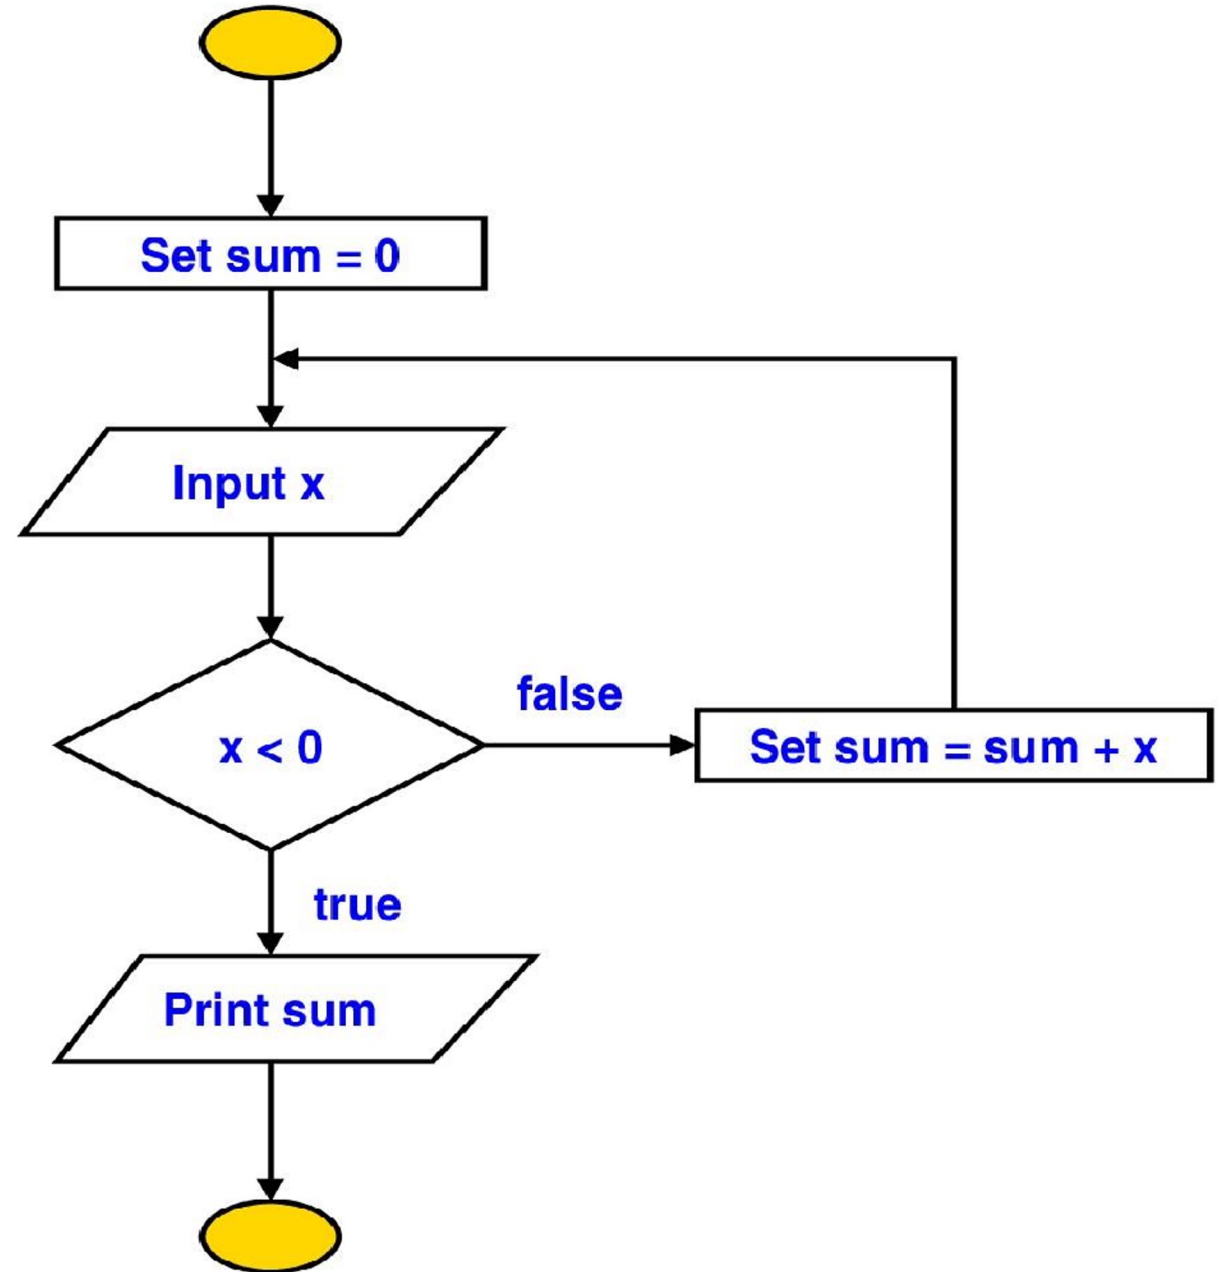 Set sum = 0
Input x
x < 0
false
Set sum = sum + x
true
Print sum